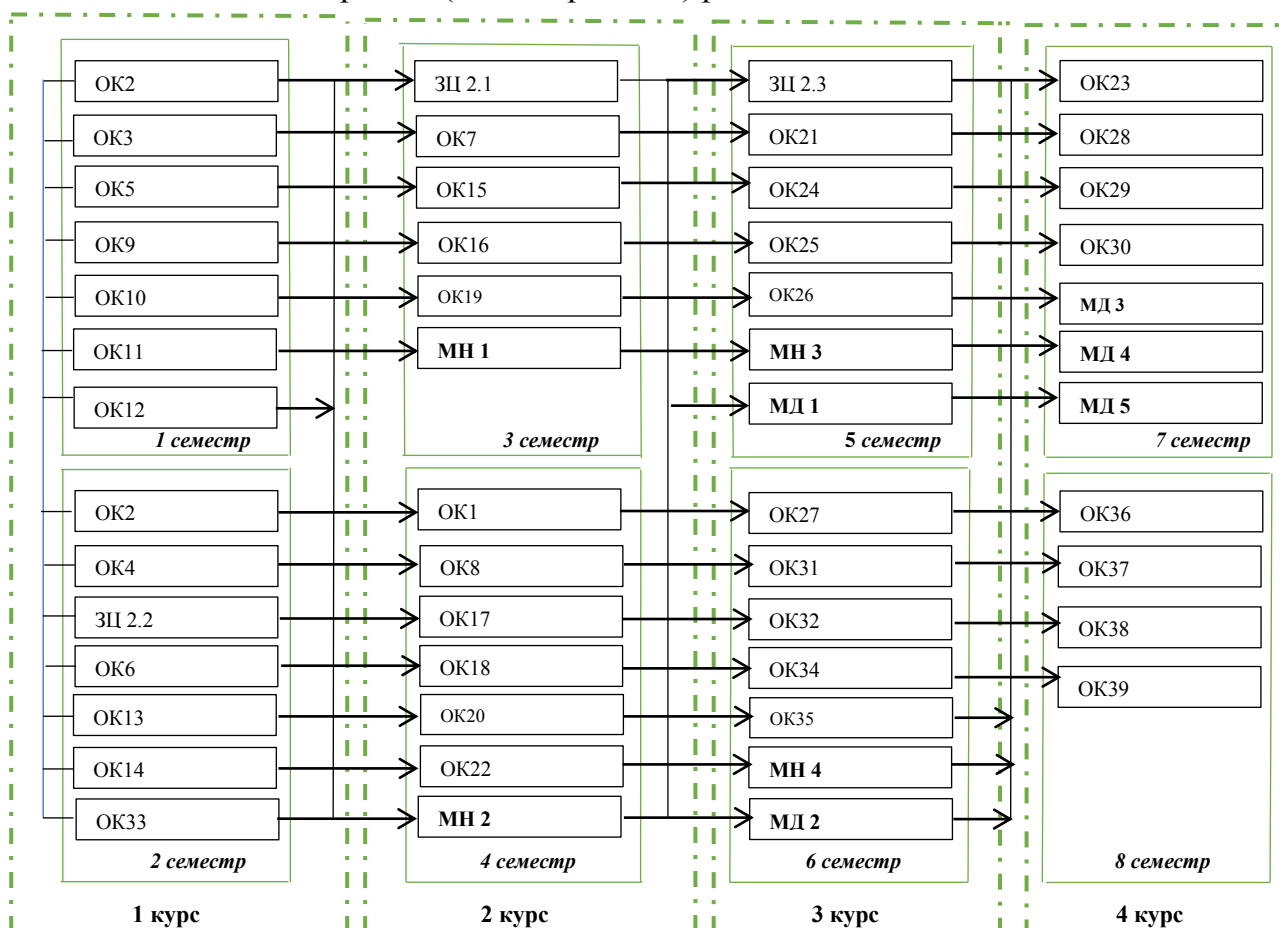 ОК2
ОК3
ОК5
ОК9
ОК10
ОК11
ОК12
1 семестр
ЗЦ 2.1
ОК7
ОК15
ОК16
ОК19
МН 1
3 семестр
ЗЦ 2.3
ОК21
ОК24
ОК25
ОК26
МН 3
МД 1
5 семестр
ОК23
ОК28
ОК29
ОК30
МД 3
МД 4
МД 5
7 семестр
ОК2
ОК4
ЗЦ 2.2
ОК6
ОК13
ОК14
ОК33
2 семестр
ОК1
ОК8
ОК17
ОК18
ОК20
ОК22
МН 2
4 семестр
ОК27
ОК31
ОК32
ОК34
ОК35
МН 4
МД 2
6 семестр
ОК36
ОК37
ОК38
ОК39
8 семестр
1 курс
2 курс
3 курс
4 курс